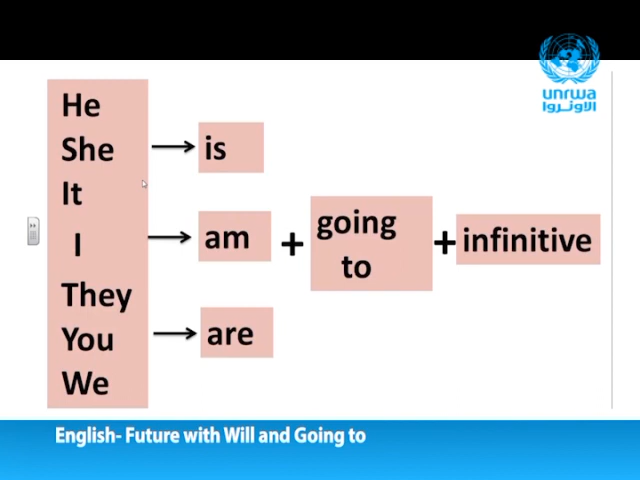 unrwa
الأونروا
He
She
It
I
They
You
We
is
am
are
+
going
to
+
infinitive
English- Future with Will and Going to